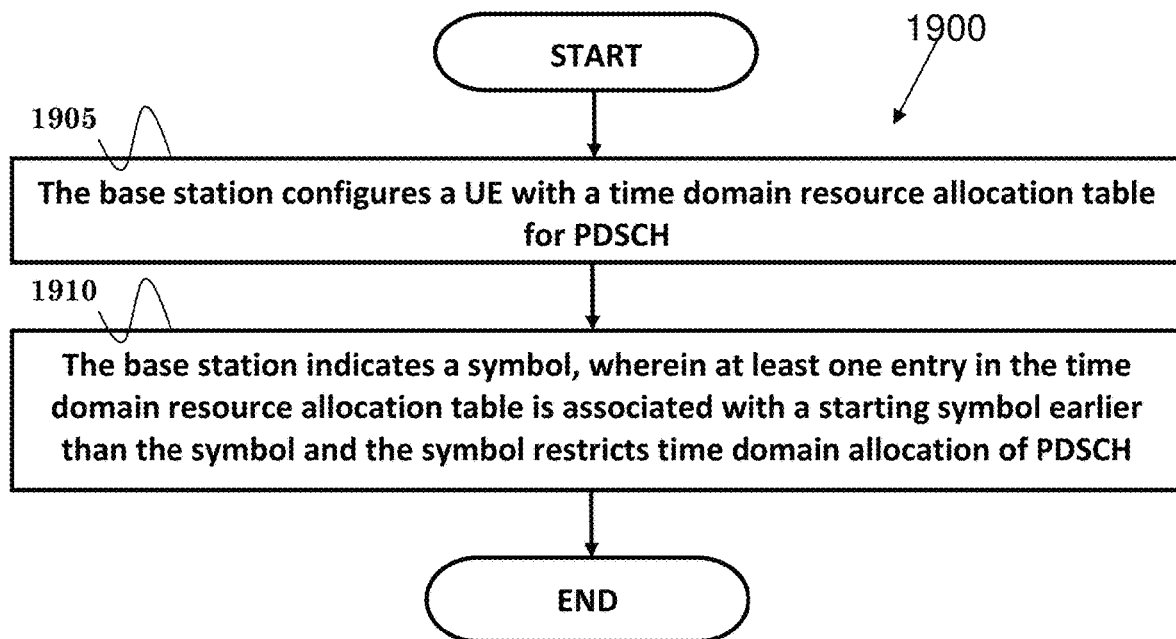 START
1900
1905
The base station configures a UE with a time domain resource allocation table
for PDSCH
1910
The base station indicates a symbol, wherein at least one entry in the time
domain resource allocation table is associated with a starting symbol earlier
than the symbol and the symbol restricts time domain allocation of PDSCH
END